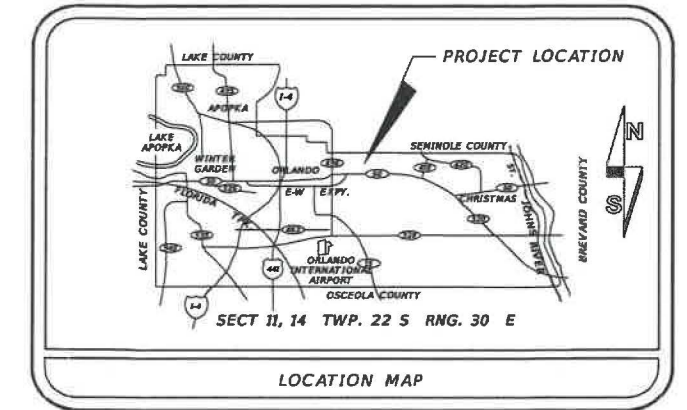 LAKE COUNTY
PROJECT LOCATION
I-4
APOPKA
LAKE
APOPKA
SEMINOLE COUNTY
N
WINTER
GARDEN
ORLANDO
ST. JOHNS RIVER
BREVARD COUNTY
E-W EXPY.
CHRISTMAS
FLORIDA
TPK.
S
LAKE COUNTY
441
ORLANDO
INTERNATIONAL
AIRPORT
I-4
OSCEOLA COUNTY
SECT 11, 14 TWP. 22 S RNG. 30 E
LOCATION MAP